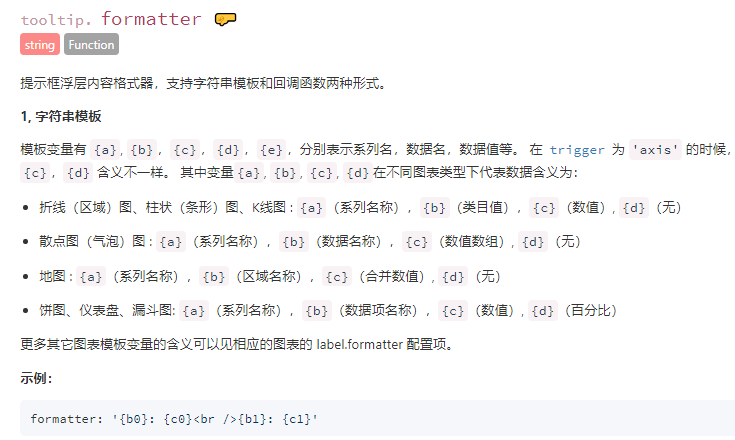 tooltip. formatter
string Function
提示框浮层内容格式器，支持字符串模板和回调函数两种形式。
1, 字符串模板
模板变量有 {a}, {b}，{c}，{d}，{e}，分别表示系列名，数据名，数据值等。 在 trigger 为 'axis' 的时候，
{c}，{d} 含义不一样。 其中变量{a}, {b}, {c}, {d}在不同图表类型下代表数据含义为：
折线（区域）图、柱状（条形）图、K线图 : {a}（系列名称），{b}（类目值），{c}（数值）, {d}（无）
散点图（气泡）图 : {a}（系列名称），{b}（数据名称），{c}（数值数组）, {d}（无）
地图 : {a}（系列名称），{b}（区域名称），{c}（合并数值）, {d}（无）
饼图、仪表盘、漏斗图: {a}（系列名称），{b}（数据项名称），{c}（数值）, {d}（百分比）
更多其它图表模板变量的含义可以见相应的图表的 label.formatter 配置项。
示例：
formatter: '{b0}: {c0}<br />{b1}: {c1}'